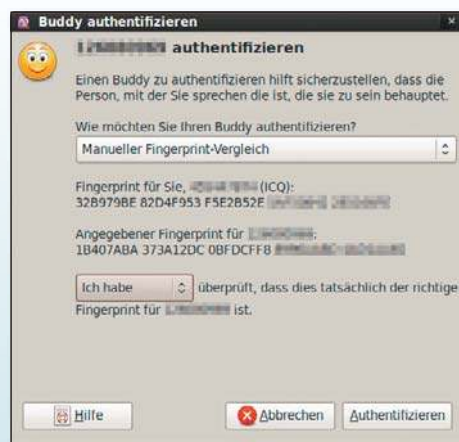 Buddy authentifizieren
authentifizieren
Einen Buddy zu authentifizieren hilft sicherzustellen, dass die
Person, mit der Sie sprechen die ist, die sie zu sein behauptet.
Wie möchten Sie Ihren Buddy authentifizieren?
Manueller Fingerprint-Vergleich
Fingerprint für Sie, (ICQ):
32B979BE 82D4F953 F5E2B52E
Angegebener Fingerprint für :
1B407ABA 373A12DC 0BFDCFF8
Ich habe überprüft, dass dies tatsächlich der richtige
Fingerprint für ist.
Hilfe Abbrechen Authentifizieren